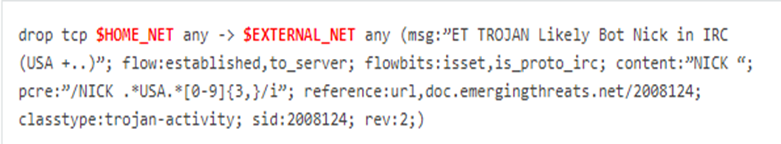 drop tcp $HOME_NET any -> $EXTERNAL_NET any (msg:”ET TROJAN Likely Bot Nick in IRC
(USA +..)”; flow:established,to_server; flowbits:isset,is_proto_irc; content:”NICK “;
pcre:”/NICK .*USA.*[0-9]{3,}/i”; reference:url,doc.emergingthreats.net/2008124;
classtype:trojan-activity; sid:2008124; rev:2;)